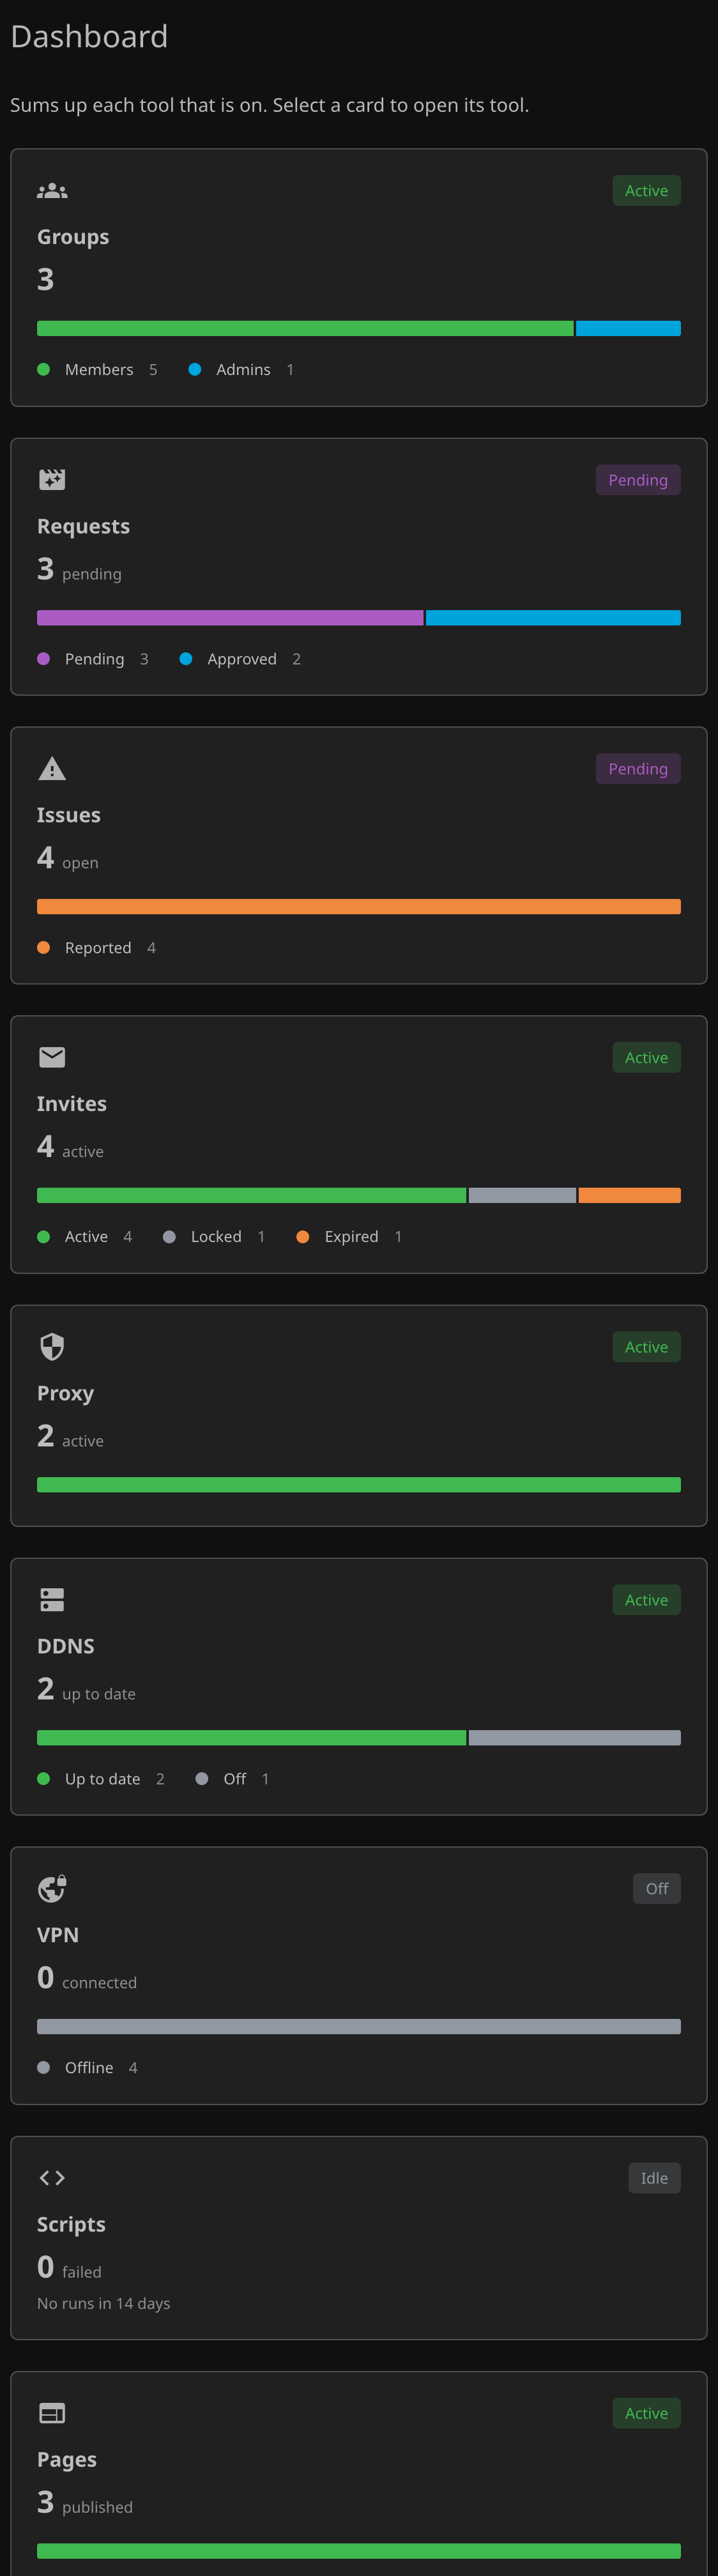 Dashboard
Sums up each tool that is on. Select a card to open its tool.
Active
Groups
3
Members 5 Admins 1
Pending
Requests
3 pending
Pending 3 Approved 2
Pending
Issues
4 open
Reported 4
Active
Invites
4 active
Active 4 Locked 1 Expired 1
Active
Proxy
2 active
Active
DDNS
2 up to date
Up to date 2 Off 1
Off
VPN
0 connected
Offline 4
Idle
Scripts
0 failed
No runs in 14 days
Active
Pages
3 published